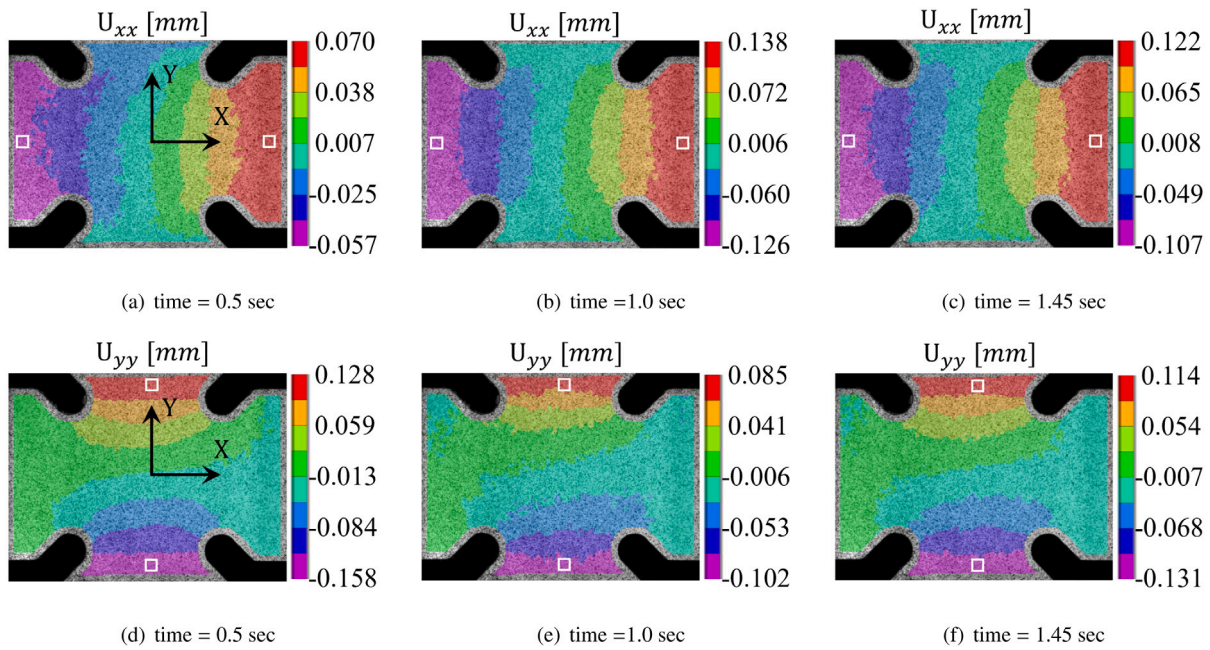 U_xx [mm]
0.070
0.038
0.007
-0.025
-0.057
Y
X
(a) time = 0.5 sec
U_xx [mm]
0.138
0.072
0.006
-0.060
-0.126
(b) time =1.0 sec
U_xx [mm]
0.122
0.065
0.008
-0.049
-0.107
(c) time = 1.45 sec
U_yy [mm]
0.128
0.059
-0.013
-0.084
-0.158
Y
X
(d) time = 0.5 sec
U_yy [mm]
0.085
0.041
-0.006
-0.053
-0.102
(e) time =1.0 sec
U_yy [mm]
0.114
0.054
-0.007
-0.068
-0.131
(f) time = 1.45 sec